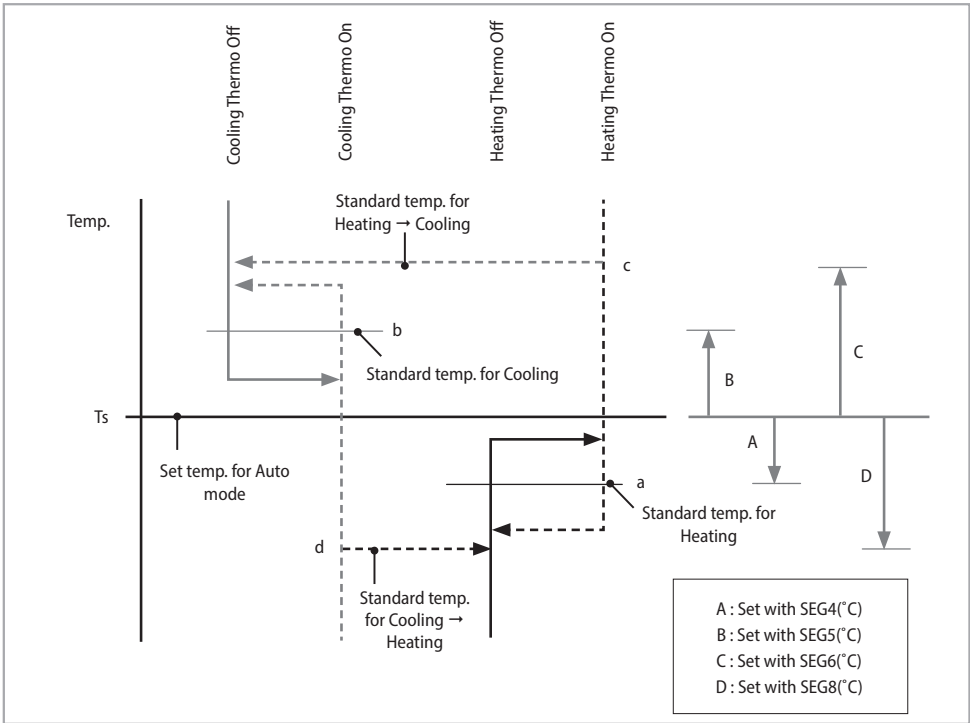 Cooling Thermo Off
Cooling Thermo On
Heating Thermo Off
Heating Thermo On
Standard temp. for
Heating → Cooling
Temp.
c
b
Standard temp. for Cooling
C
B
Ts
A
Set temp. for Auto
mode
a
D
Standard temp. for
Heating
d
Standard temp.
for Cooling →
Heating
A : Set with SEG4(˚C)
B : Set with SEG5(˚C)
C : Set with SEG6(˚C)
D : Set with SEG8(˚C)